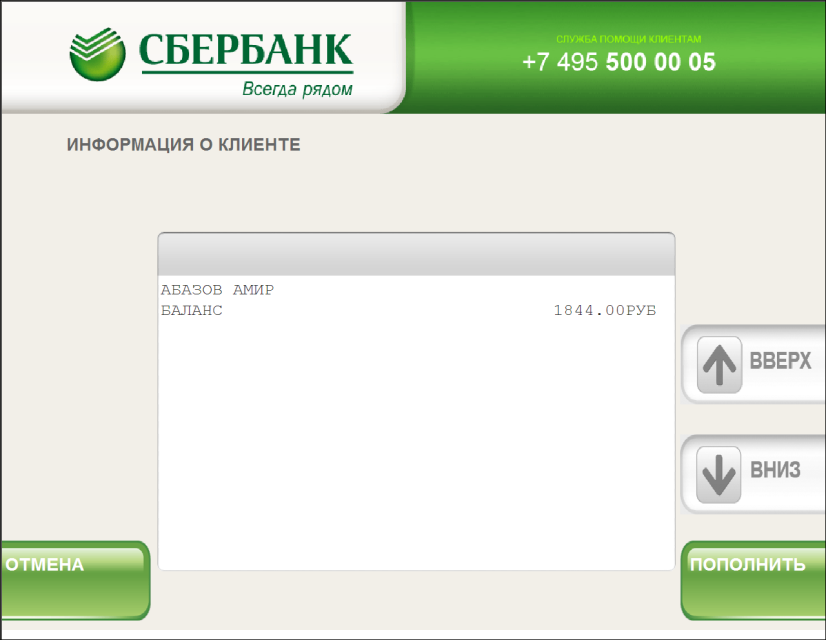 СБЕРБАНК
Всегда рядом
СЛУЖБА ПОМОЩИ КЛИЕНТАМ
+7 495 500 00 05
ИНФОРМАЦИЯ О КЛИЕНТЕ
АБАЗОВ АМИР
БАЛАНС 1844.00РУБ
ВВЕРХ
ВНИЗ
ОТМЕНА
ПОПОЛНИТЬ